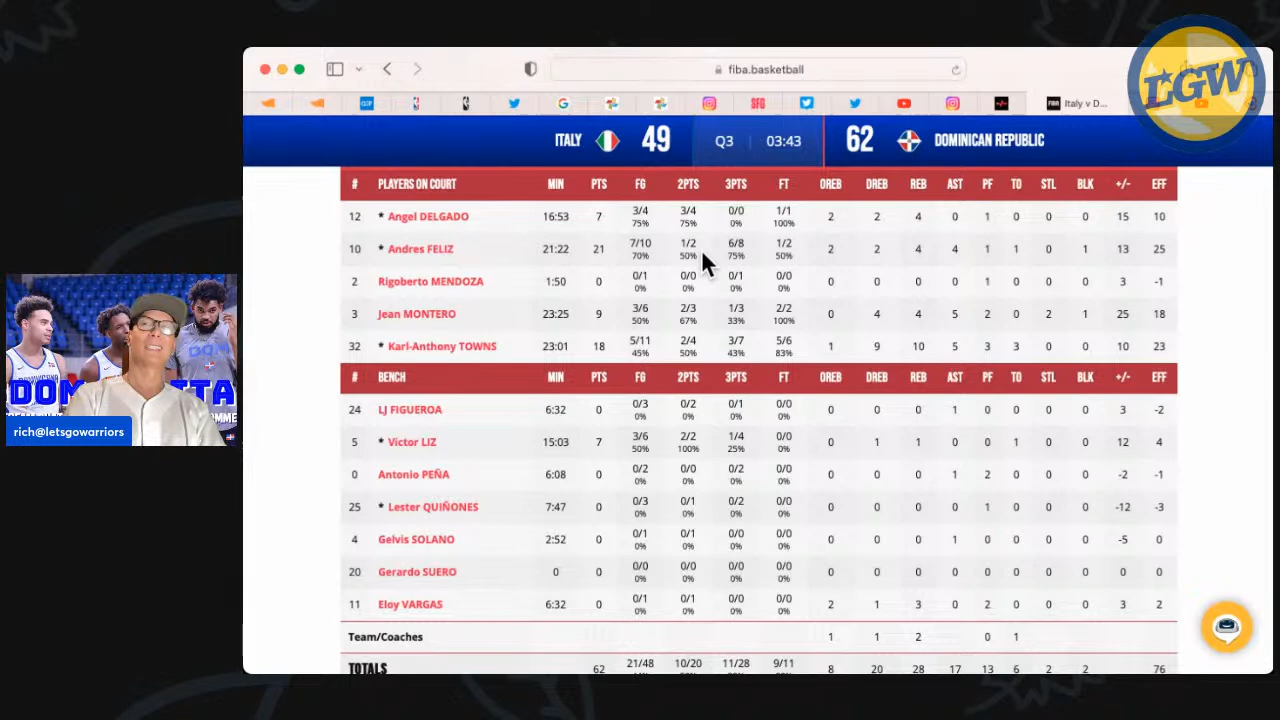 LGW
fiba.basketball
SFG
Italy v D...
ITALY 49 Q3 03:43 62 DOMINICAN REPUBLIC
# PLAYERS ON COURT MIN PTS FG 2PTS 3PTS FT OREB DREB REB AST PF TO STL BLK +/- EFF
12 * Angel DELGADO 16:53 7 3/4 3/4 0/0 1/1 2 2 4 0 1 0 0 0 15 10
75% 75% 0% 100%
10 * Andres FELIZ 21:22 21 7/10 1/2 6/8 1/2 2 2 4 4 1 1 0 1 13 25
70% 50% 75% 50%
2 Rigoberto MENDOZA 1:50 0 0/1 0/0 0/1 0/0 0 0 0 0 1 0 0 0 3 -1
0% 0% 0% 0%
3 Jean MONTERO 23:25 9 3/6 2/3 1/3 2/2 0 4 4 5 2 0 2 1 25 18
50% 67% 33% 100%
32 * Karl-Anthony TOWNS 23:01 18 5/11 2/4 3/7 5/6 1 9 10 5 3 3 0 0 10 23
45% 50% 43% 83%
# BENCH MIN PTS FG 2PTS 3PTS FT OREB DREB REB AST PF TO STL BLK +/- EFF
24 LJ FIGUEROA 6:32 0 0/3 0/2 0/1 0/0 0 0 0 1 0 0 0 0 3 -2
0% 0% 0% 0%
5 * Victor LIZ 15:03 7 3/6 2/2 1/4 0/0 0 1 1 0 0 1 0 0 12 4
50% 100% 25% 0%
0 Antonio PEÑA 6:08 0 0/2 0/0 0/2 0/0 0 0 0 1 2 0 0 0 -2 -1
0% 0% 0% 0%
25 * Lester QUIÑONES 7:47 0 0/3 0/1 0/2 0/0 0 0 0 0 1 0 0 0 -12 -3
0% 0% 0% 0%
4 Gelvis SOLANO 2:52 0 0/1 0/1 0/0 0/0 0 0 0 1 0 0 0 0 -5 0
0% 0% 0% 0%
20 Gerardo SUERO 0 0 0/0 0/0 0/0 0/0 0 0 0 0 0 0 0 0 0 0
0% 0% 0% 0%
11 Eloy VARGAS 6:32 0 0/1 0/1 0/0 0/0 2 1 3 0 2 0 0 0 3 2
0% 0% 0% 0%
Team/Coaches 1 1 2 0 1
TOTALS 62 21/48 10/20 11/28 9/11 8 20 28 17 13 6 2 2 76
DOM ITA
rich@letsgowarriors